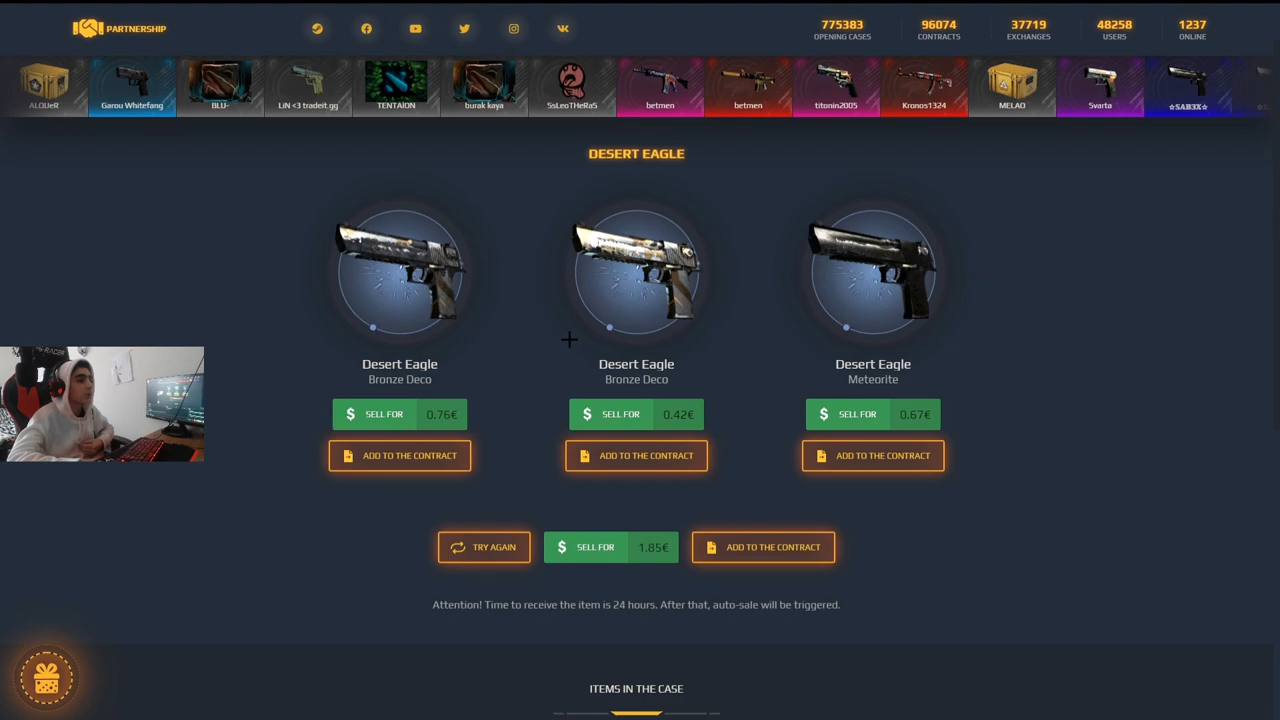 PARTNERSHIP
775383
OPENING CASES
96074
CONTRACTS
37719
EXCHANGES
48258
USERS
1237
ONLINE
ALOUeR
Garou Whitefang
BLU-
LiN <3 tradeit.gg
TENTAİON
burak kaya
SsLeoTHeRaS
betmen
betmen
titonin2005
Kronos1324
MELAO
Svarta
☆SAB3X☆
DESERT EAGLE
Desert Eagle
Bronze Deco
$ SELL FOR 0.76€
ADD TO THE CONTRACT
Desert Eagle
Bronze Deco
$ SELL FOR 0.42€
ADD TO THE CONTRACT
Desert Eagle
Meteorite
$ SELL FOR 0.67€
ADD TO THE CONTRACT
TRY AGAIN
$ SELL FOR 1.85€
ADD TO THE CONTRACT
Attention! Time to receive the item is 24 hours. After that, auto-sale will be triggered.
ITEMS IN THE CASE